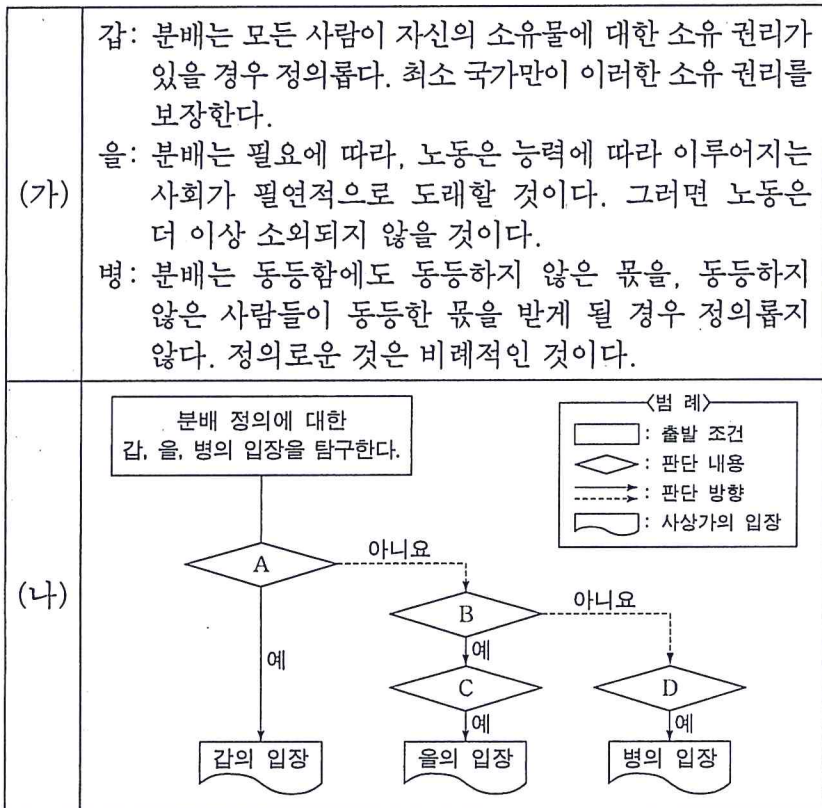 (가)
갑: 분배는 모든 사람이 자신의 소유물에 대한 소유 권리가
있을 경우 정의롭다. 최소 국가만이 이러한 소유 권리를
보장한다.
을: 분배는 필요에 따라, 노동은 능력에 따라 이루어지는
사회가 필연적으로 도래할 것이다. 그러면 노동은
더 이상 소외되지 않을 것이다.
병: 분배는 동등함에도 동등하지 않은 몫을, 동등하지
않은 사람들이 동등한 몫을 받게 될 경우 정의롭지
않다. 정의로운 것은 비례적인 것이다.
(나)
분배 정의에 대한
갑, 을, 병의 입장을 탐구한다.
<범 례>
: 출발 조건
: 판단 내용
: 판단 방향
: 사상가의 입장
A
아니요
B
아니요
예
예
C
D
예
예
갑의 입장
을의 입장
병의 입장